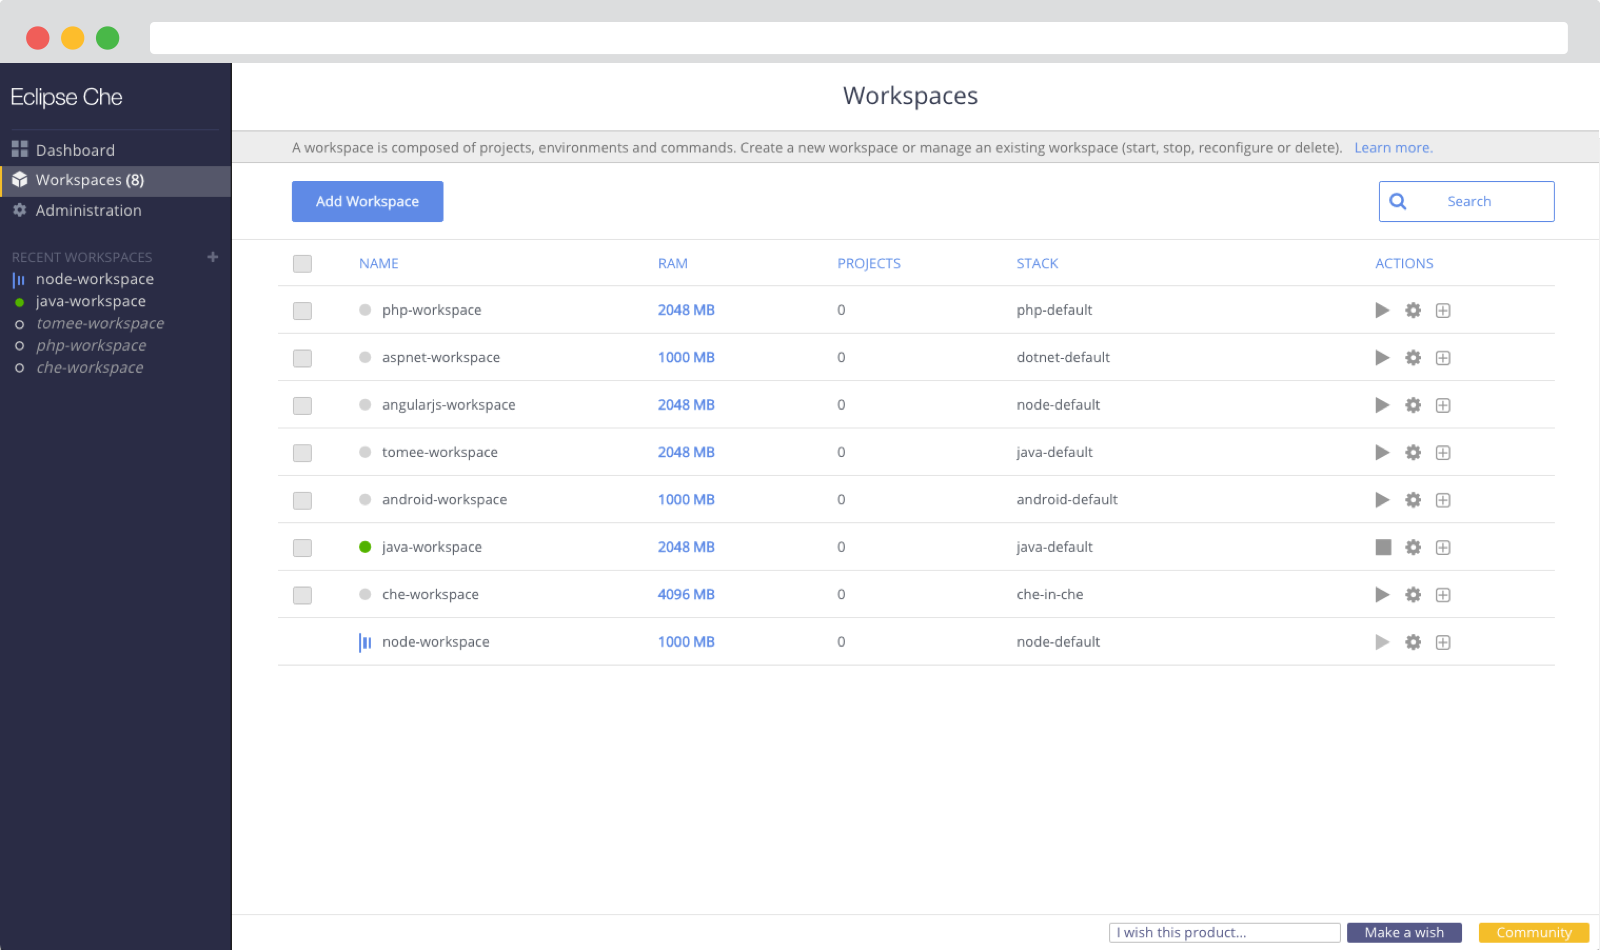 Eclipse Che
Dashboard
Workspaces (8)
Administration
RECENT WORKSPACES +
node-workspace
java-workspace
tomee-workspace
php-workspace
che-workspace
Workspaces
A workspace is composed of projects, environments and commands. Create a new workspace or manage an existing workspace (start, stop, reconfigure or delete). Learn more.
Add Workspace Search
NAME RAM PROJECTS STACK ACTIONS
php-workspace 2048 MB 0 php-default
aspnet-workspace 1000 MB 0 dotnet-default
angularjs-workspace 2048 MB 0 node-default
tomee-workspace 2048 MB 0 java-default
android-workspace 1000 MB 0 android-default
java-workspace 2048 MB 0 java-default
che-workspace 4096 MB 0 che-in-che
node-workspace 1000 MB 0 node-default
I wish this product... Make a wish Community